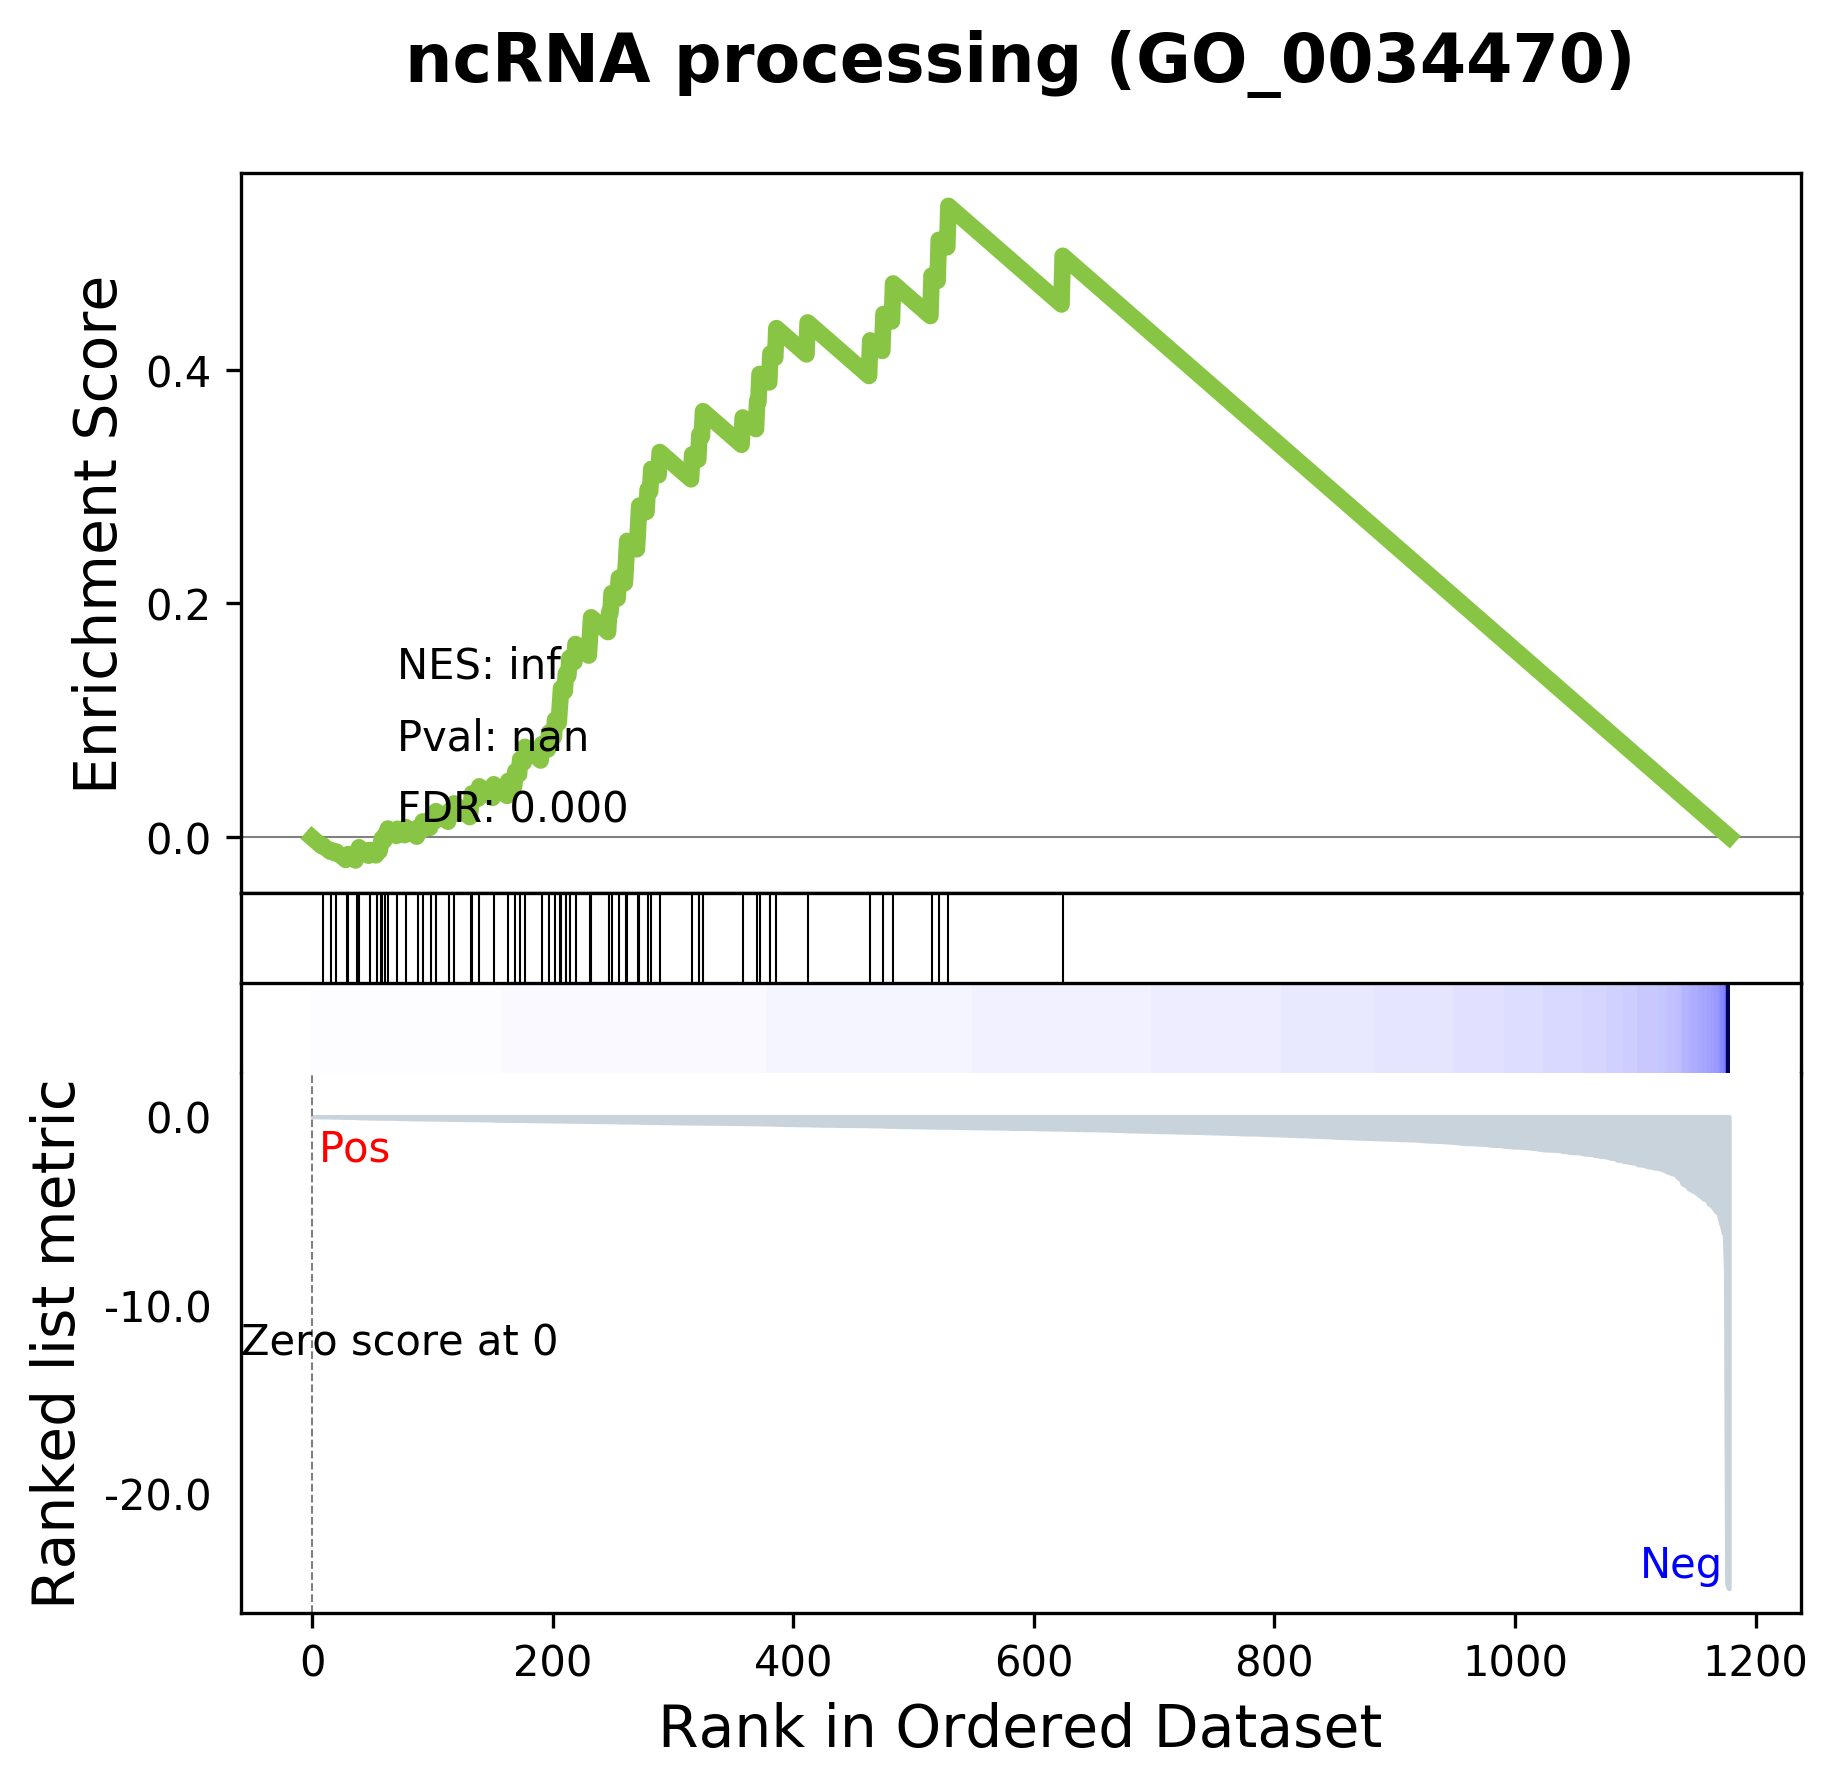 ncRNA processing (GO_0034470)
Enrichment Score
0.4
0.2
0.0
NES: inf
Pval: nan
FDR: 0.000
Ranked list metric
0.0
-10.0
-20.0
Pos
Zero score at 0
Neg
0 200 400 600 800 1000 1200
Rank in Ordered Dataset